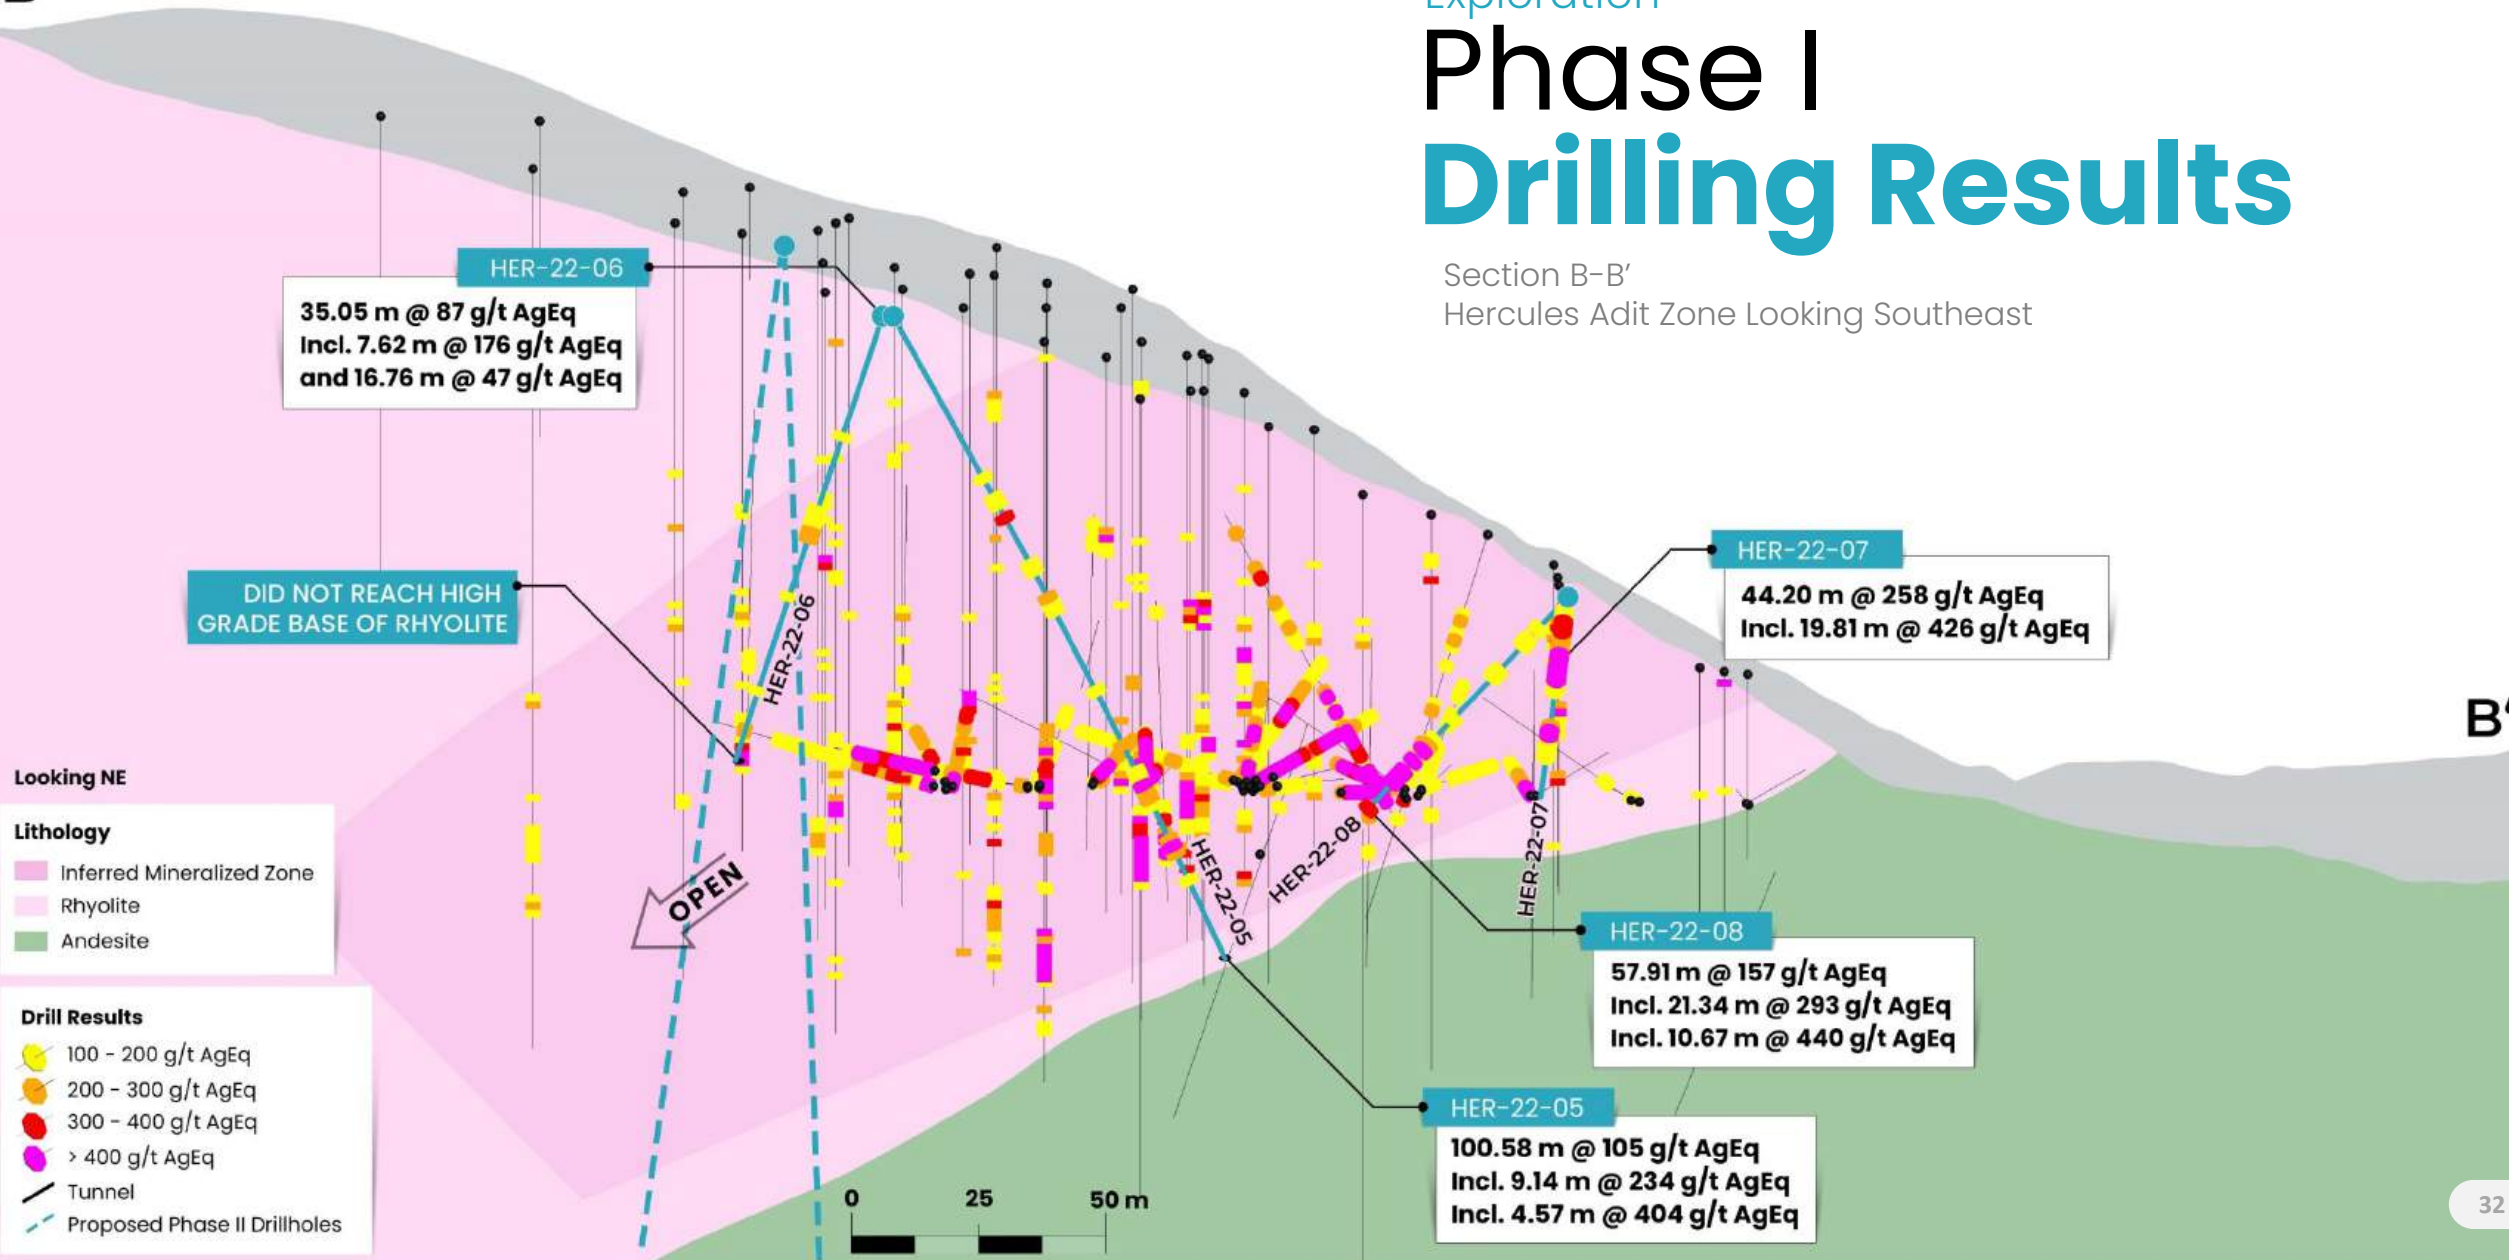 Exploration
Phase I
Drilling Results
Section B-B’
Hercules Adit Zone Looking Southeast
HER-22-06
35.05 m @ 87 g/t AgEq
Incl. 7.62 m @ 176 g/t AgEq
and 16.76 m @ 47 g/t AgEq
DID NOT REACH HIGH
GRADE BASE OF RHYOLITE
HER-22-07
44.20 m @ 258 g/t AgEq
Incl. 19.81 m @ 426 g/t AgEq
B'
HER-22-06
OPEN
HER-22-05
HER-22-08
HER-22-07
HER-22-08
57.91 m @ 157 g/t AgEq
Incl. 21.34 m @ 293 g/t AgEq
Incl. 10.67 m @ 440 g/t AgEq
HER-22-05
100.58 m @ 105 g/t AgEq
Incl. 9.14 m @ 234 g/t AgEq
Incl. 4.57 m @ 404 g/t AgEq
Looking NE
Lithology
Inferred Mineralized Zone
Rhyolite
Andesite
Drill Results
100 - 200 g/t AgEq
200 - 300 g/t AgEq
300 - 400 g/t AgEq
> 400 g/t AgEq
Tunnel
Proposed Phase II Drillholes
0 25 50 m
32